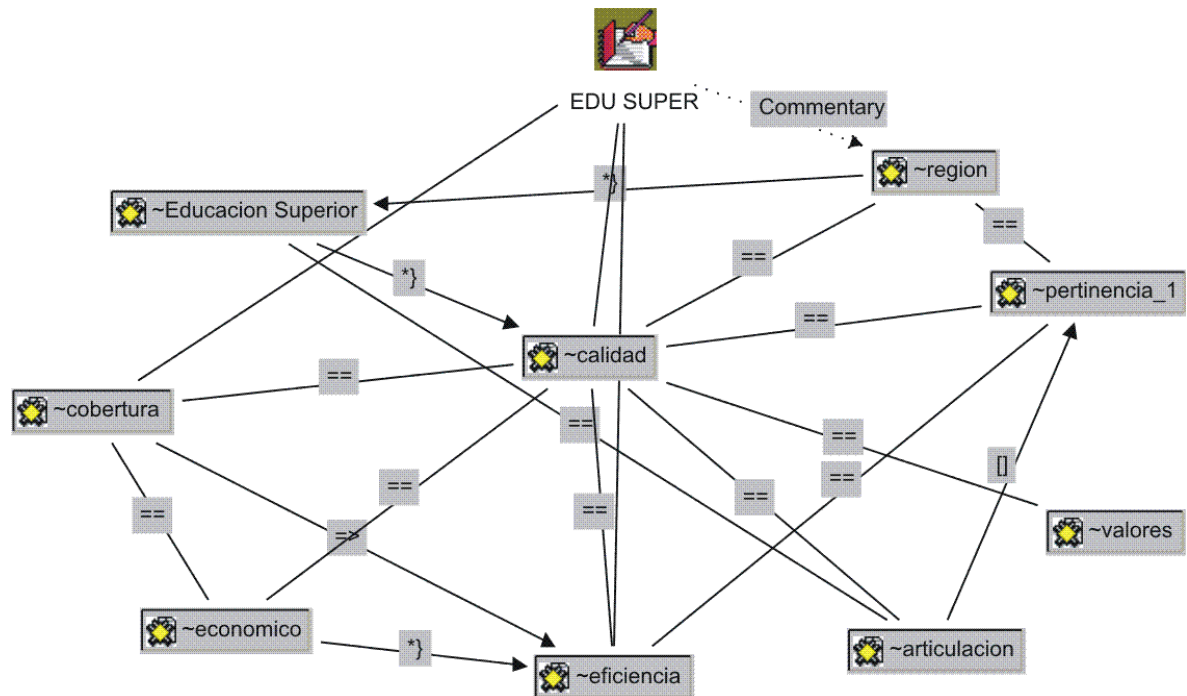 EDU SUPER
Commentary
~region
*}
~Educacion Superior
==
==
*}
~pertinencia_1
==
~calidad
==
~cobertura
==
==
==
[]
==
==
==
==
=>
~valores
~economico
~articulacion
*}
~eficiencia